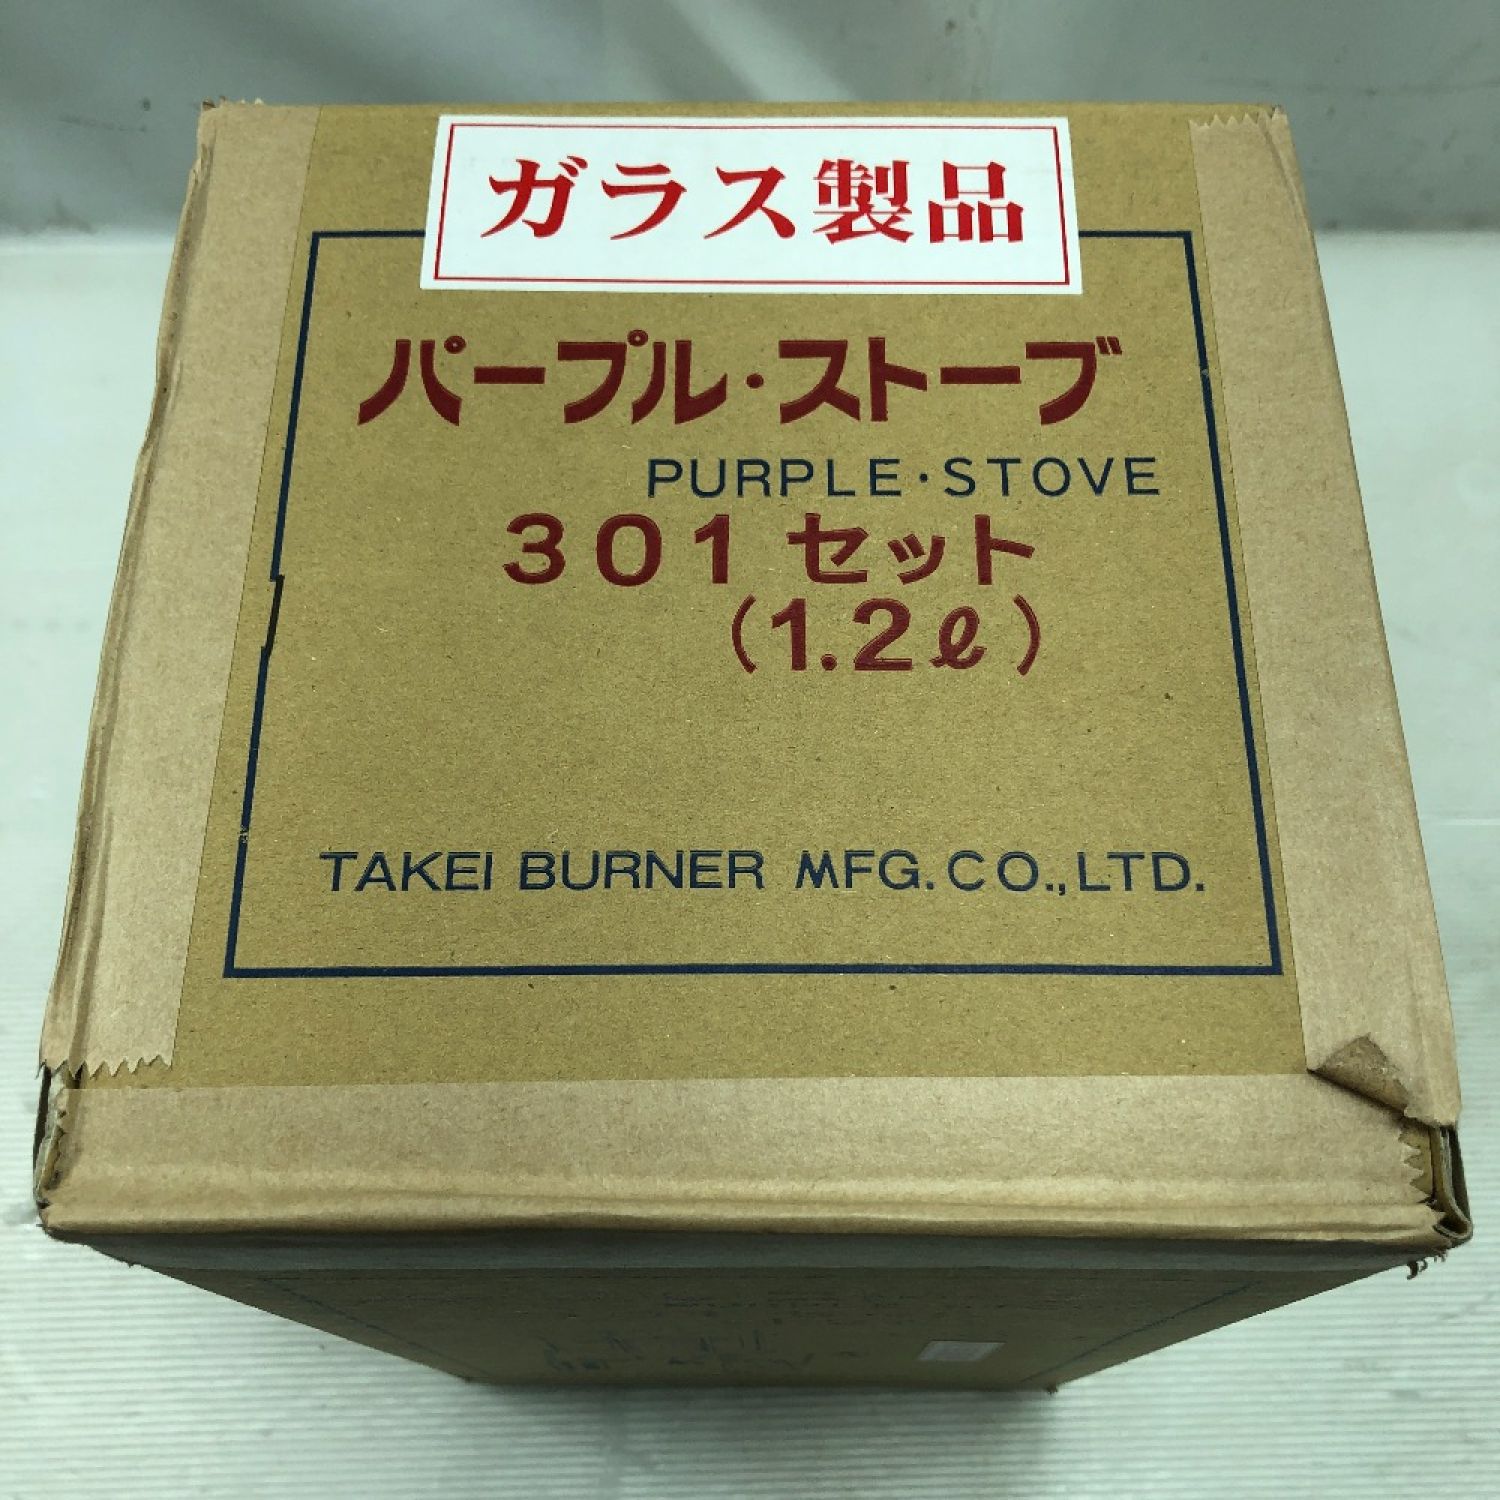 ガラス製品
パープル・ストーブ
PURPLE・STOVE
301セット
(1.2ℓ)
TAKEI BURNER MFG. CO., LTD.